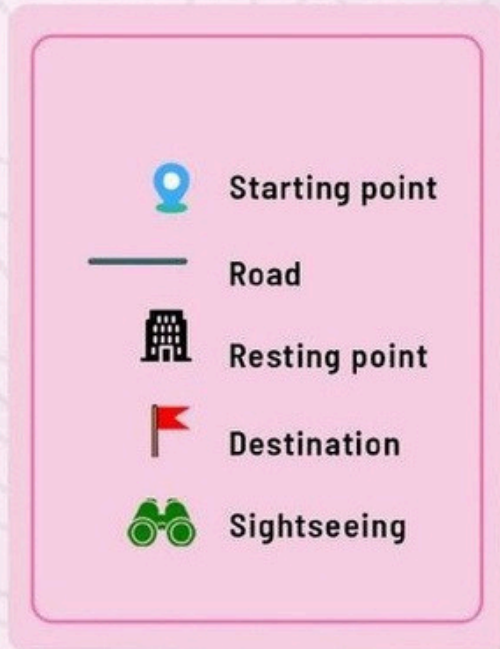 Starting point
Road
Resting point
Destination
Sightseeing